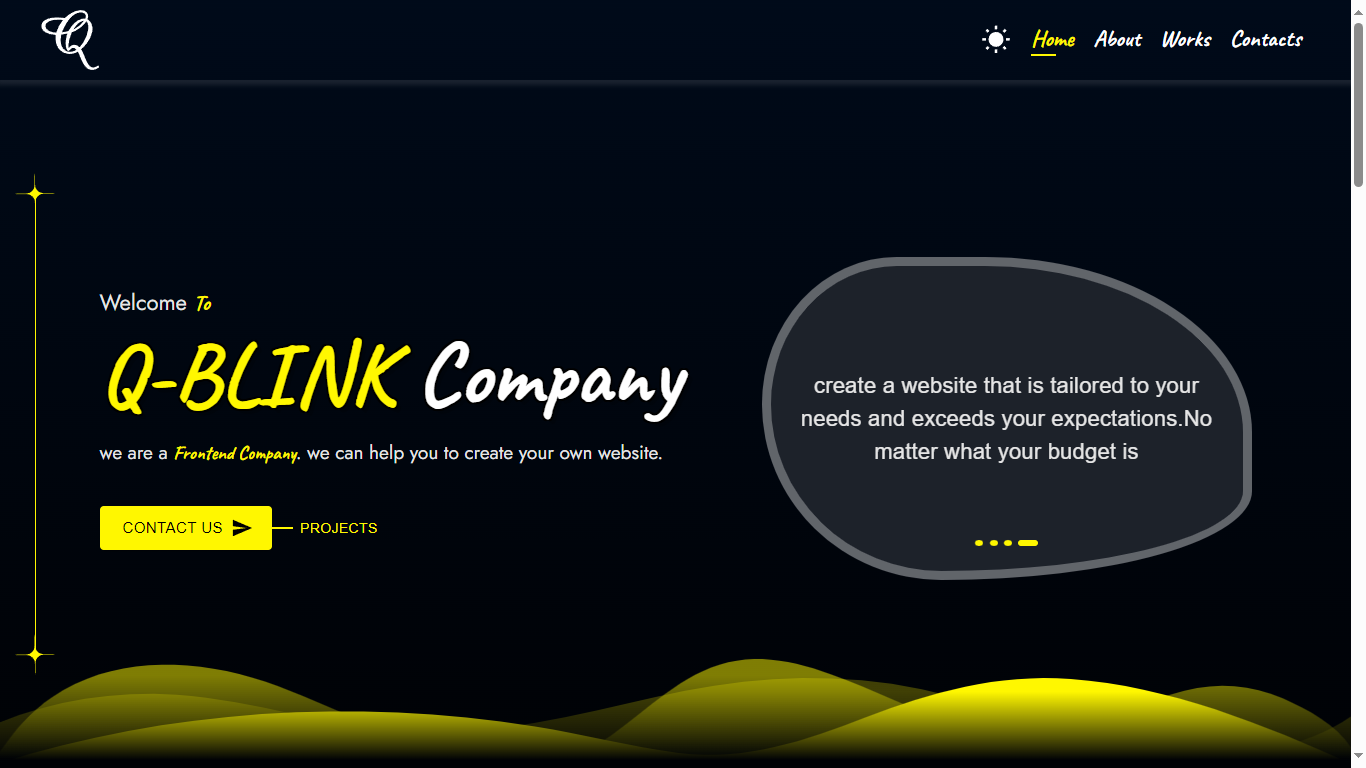 Q
Home About Works Contacts
Welcome To
Q-BLINK Company
we are a Frontend Company. we can help you to create your own website.
CONTACT US PROJECTS
create a website that is tailored to your
needs and exceeds your expectations.No
matter what your budget is